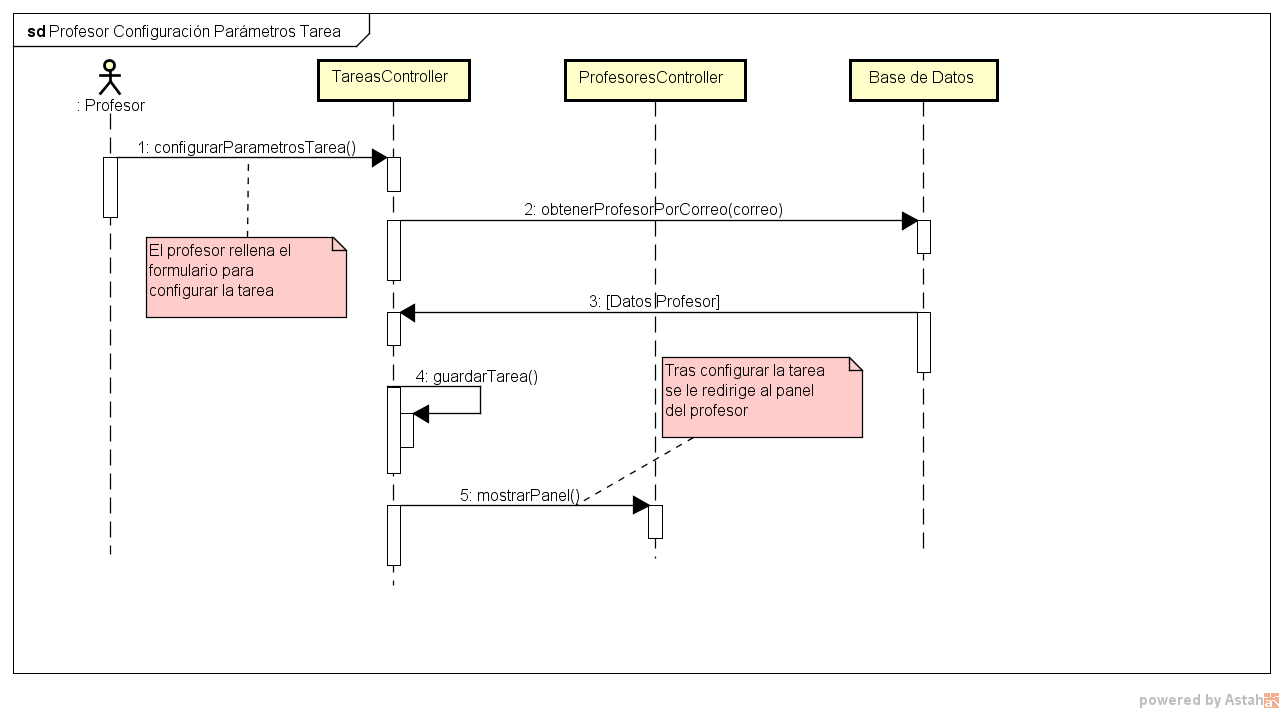 sd Profesor Configuración Parámetros Tarea
TareasController
ProfesoresController
Base de Datos
: Profesor
1: configurarParametrosTarea()
2: obtenerProfesorPorCorreo(correo)
El profesor rellena el
formulario para
configurar la tarea
3: [Datos Profesor]
4: guardarTarea()
Tras configurar la tarea
se le redirige al panel
del profesor
5: mostrarPanel()
powered by Astah